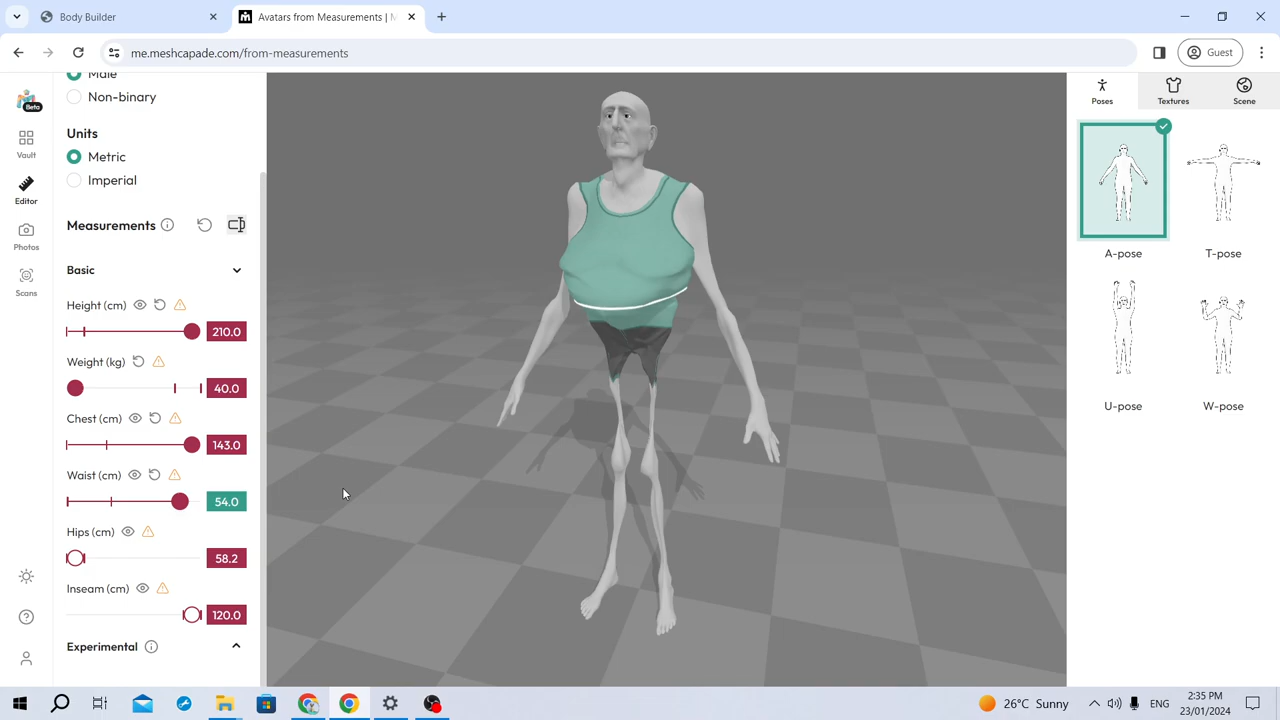 Body Builder
Avatars from Measurements | M
me.meshcapade.com/from-measurements
Guest
Beta
Vault
Editor
Photos
Scans
Male
Non-binary
Units
Metric
Imperial
Measurements
Basic
Height (cm)
210.0
Weight (kg)
40.0
Chest (cm)
143.0
Waist (cm)
54.0
Hips (cm)
58.2
Inseam (cm)
120.0
Experimental
Poses
Textures
Scene
A-pose
T-pose
U-pose
W-pose
26°C Sunny
ENG
2:35 PM
23/01/2024